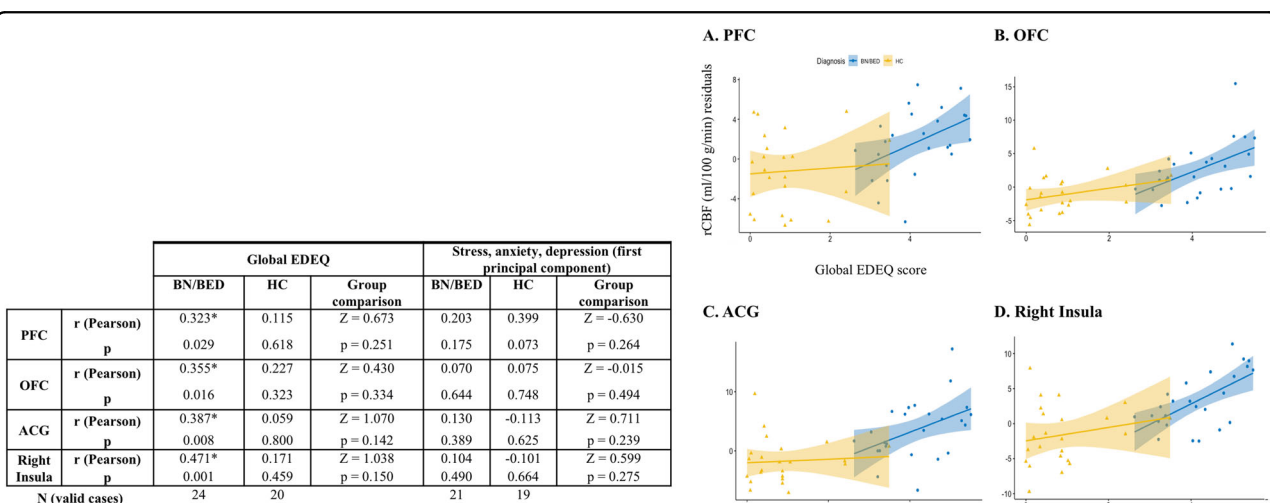 Global EDEQ Stress, anxiety, depression (first principal component)
BN/BED HC Group comparison BN/BED HC Group comparison
PFC r (Pearson) 0.323* 0.115 Z = 0.673 0.203 0.399 Z = -0.630
p 0.029 0.618 p = 0.251 0.175 0.073 p = 0.264
OFC r (Pearson) 0.355* 0.227 Z = 0.430 0.070 0.075 Z = -0.015
p 0.016 0.323 p = 0.334 0.644 0.748 p = 0.494
ACG r (Pearson) 0.387* 0.059 Z = 1.070 0.130 -0.113 Z = 0.711
p 0.008 0.800 p = 0.142 0.389 0.625 p = 0.239
Right Insula r (Pearson) 0.471* 0.171 Z = 1.038 0.104 -0.101 Z = 0.599
p 0.001 0.459 p = 0.150 0.490 0.664 p = 0.275
N (valid cases) 24 20 21 19
A. PFC
Diagnosis BN/BED HC
rCBF (ml/100 g/min) residuals
8
4
0
-4
0 4
B. OFC
15
10
5
0
-5
0 4
Global EDEQ score
C. ACG
10
0
D. Right Insula
10
5
0
-5
-10